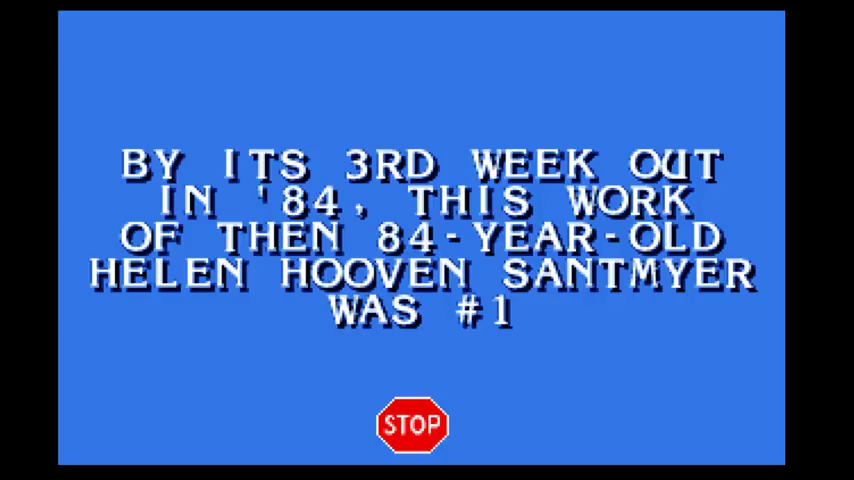 BY ITS 3RD WEEK OUT
IN '84, THIS WORK
OF THEN 84-YEAR-OLD
HELEN HOOVEN SANTMYER
WAS #1
STOP